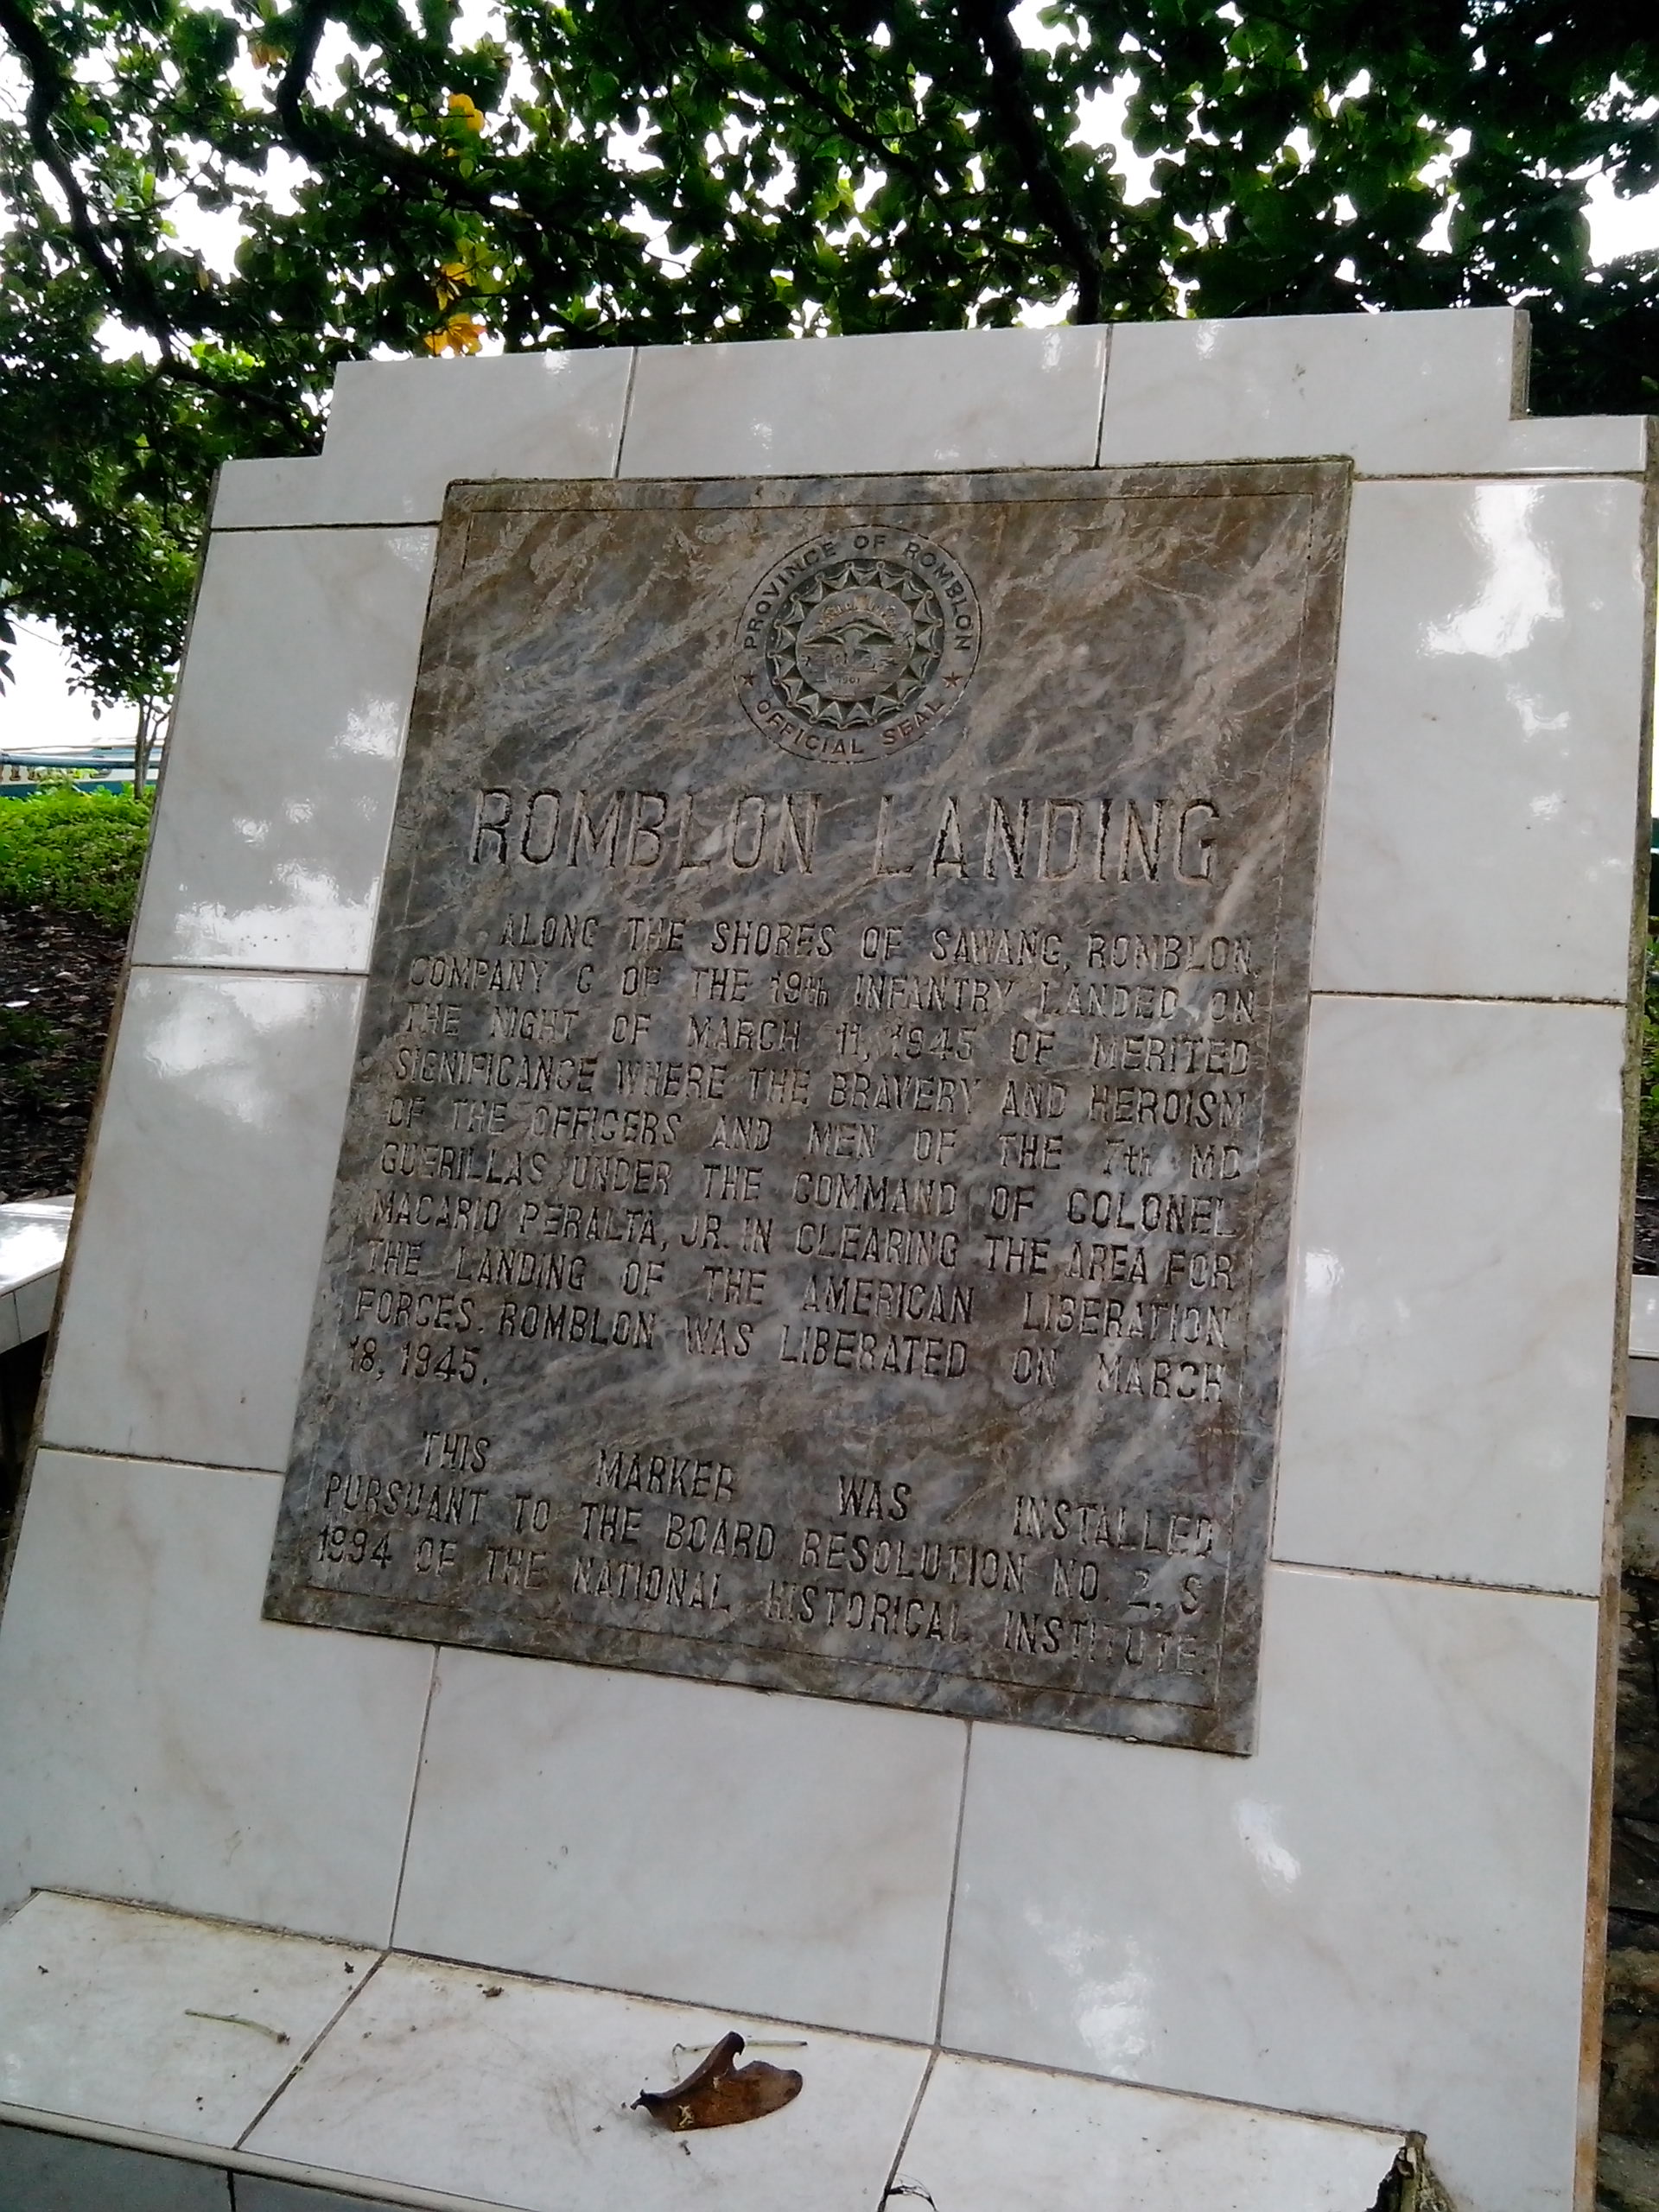 PROVINCE OF ROMBLON
1901
OFFICIAL SEAL
ROMBLON LANDING
ALONG THE SHORES OF SAWANG, ROMBLON,
COMPANY C OF THE 19th INFANTRY LANDED ON
THE NIGHT OF MARCH 11, 1945 OF MERITED
SIGNIFICANCE WHERE THE BRAVERY AND HEROISM
OF THE OFFICERS AND MEN OF THE 7th MD
GUERILLAS UNDER THE COMMAND OF COLONEL
MACARIO PERALTA, JR. IN CLEARING THE AREA FOR
THE LANDING OF THE AMERICAN LIBERATION
FORCES. ROMBLON WAS LIBERATED ON MARCH
18, 1945.
THIS MARKER WAS INSTALLED
PURSUANT TO THE BOARD RESOLUTION NO. 2, S.
1994 OF THE NATIONAL HISTORICAL INSTITUTE.